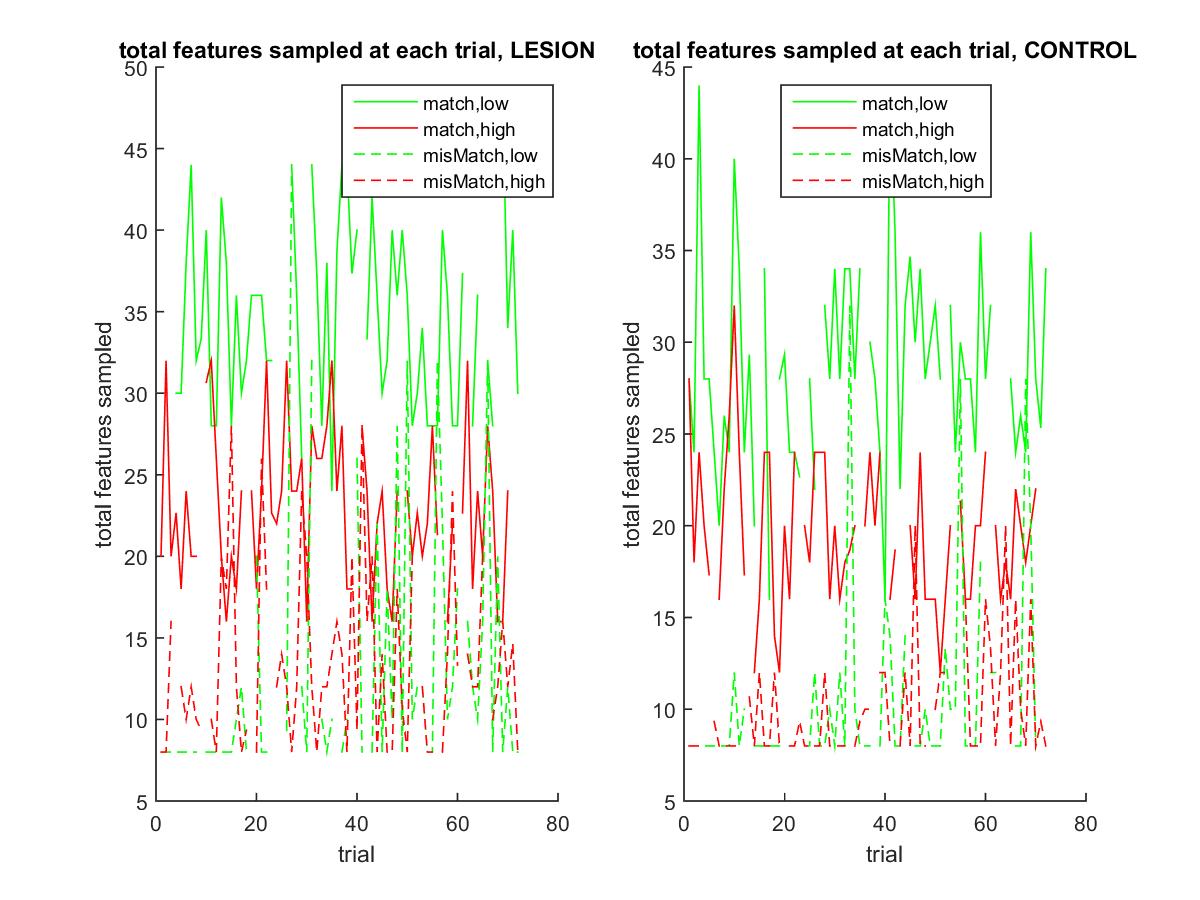 total features sampled at each trial, LESION
total features sampled
50
45
40
35
30
25
20
15
10
5
0
20
40
60
80
trial
match,low
match,high
misMatch,low
misMatch,high
total features sampled at each trial, CONTROL
total features sampled
45
40
35
30
25
20
15
10
5
0
20
40
60
80
trial
match,low
match,high
misMatch,low
misMatch,high